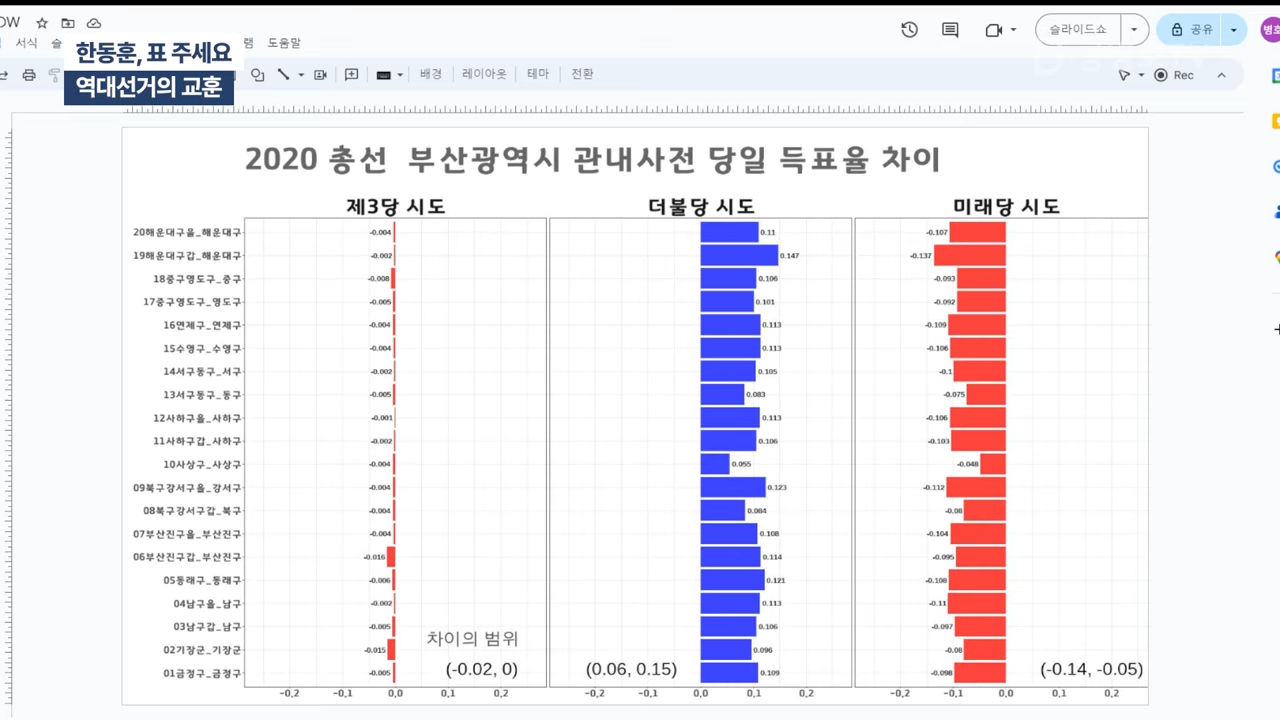 OW
서식 슬
램 도움말
한동훈, 표 주세요
역대선거의 교훈
슬라이드쇼
공유
병호
배경 레이아웃 테마 전환
Rec
2020 총선 부산광역시 관내사전 당일 득표율 차이
제3당 시도 더불당 시도 미래당 시도
20해운대구을_해운대구 -0.004 0.11 -0.107
19해운대구갑_해운대구 -0.002 0.147 -0.137
18중구영도구_중구 -0.008 0.106 -0.093
17중구영도구_영도구 -0.005 0.101 -0.092
16연제구_연제구 -0.004 0.113 -0.109
15수영구_수영구 -0.004 0.113 -0.106
14서구동구_서구 -0.002 0.105 -0.1
13서구동구_동구 -0.005 0.083 -0.075
12사하구을_사하구 -0.001 0.113 -0.106
11사하구갑_사하구 -0.002 0.106 -0.103
10사상구_사상구 -0.004 0.055 -0.048
09북구강서구을_강서구 -0.004 0.123 -0.112
08북구강서구갑_북구 -0.004 0.084 -0.08
07부산진구을_부산진구 -0.004 0.108 -0.104
06부산진구갑_부산진구 -0.016 0.114 -0.095
05동래구_동래구 -0.006 0.121 -0.108
04남구을_남구 -0.002 0.113 -0.11
03남구갑_남구 -0.005 0.106 -0.097
02기장군_기장군 -0.015 0.096 -0.08
01금정구_금정구 -0.005 0.109 -0.098
차이의 범위
(-0.02, 0) (0.06, 0.15) (-0.14, -0.05)
-0,2 -0,1 0,0 0,1 0,2 -0,2 -0,1 0,0 0,1 0,2 -0,2 -0,1 0,0 0,1 0,2